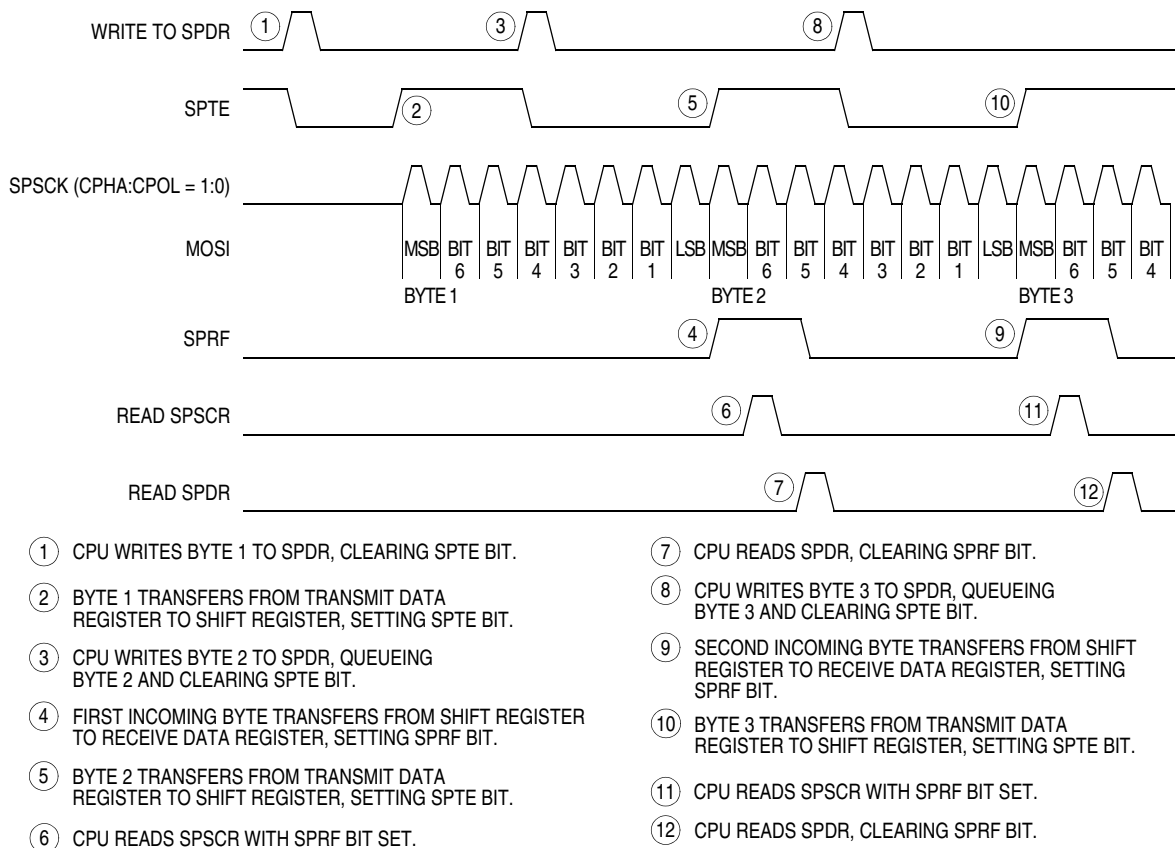 WRITE TO SPDR
1
3
8
SPTE
2
5
10
SPSCK (CPHA:CPOL = 1:0)
MOSI
MSB BIT 6 BIT 5 BIT 4 BIT 3 BIT 2 BIT 1 LSB MSB BIT 6 BIT 5 BIT 4 BIT 3 BIT 2 BIT 1 LSB MSB BIT 6 BIT 5 BIT 4
BYTE 1 BYTE 2 BYTE 3
SPRF
4
9
READ SPSCR
6
11
READ SPDR
7
12
1 CPU WRITES BYTE 1 TO SPDR, CLEARING SPTE BIT.
2 BYTE 1 TRANSFERS FROM TRANSMIT DATA
REGISTER TO SHIFT REGISTER, SETTING SPTE BIT.
3 CPU WRITES BYTE 2 TO SPDR, QUEUEING
BYTE 2 AND CLEARING SPTE BIT.
4 FIRST INCOMING BYTE TRANSFERS FROM SHIFT REGISTER
TO RECEIVE DATA REGISTER, SETTING SPRF BIT.
5 BYTE 2 TRANSFERS FROM TRANSMIT DATA
REGISTER TO SHIFT REGISTER, SETTING SPTE BIT.
6 CPU READS SPSCR WITH SPRF BIT SET.
7 CPU READS SPDR, CLEARING SPRF BIT.
8 CPU WRITES BYTE 3 TO SPDR, QUEUEING
BYTE 3 AND CLEARING SPTE BIT.
9 SECOND INCOMING BYTE TRANSFERS FROM SHIFT
REGISTER TO RECEIVE DATA REGISTER, SETTING
SPRF BIT.
10 BYTE 3 TRANSFERS FROM TRANSMIT DATA
REGISTER TO SHIFT REGISTER, SETTING SPTE BIT.
11 CPU READS SPSCR WITH SPRF BIT SET.
12 CPU READS SPDR, CLEARING SPRF BIT.